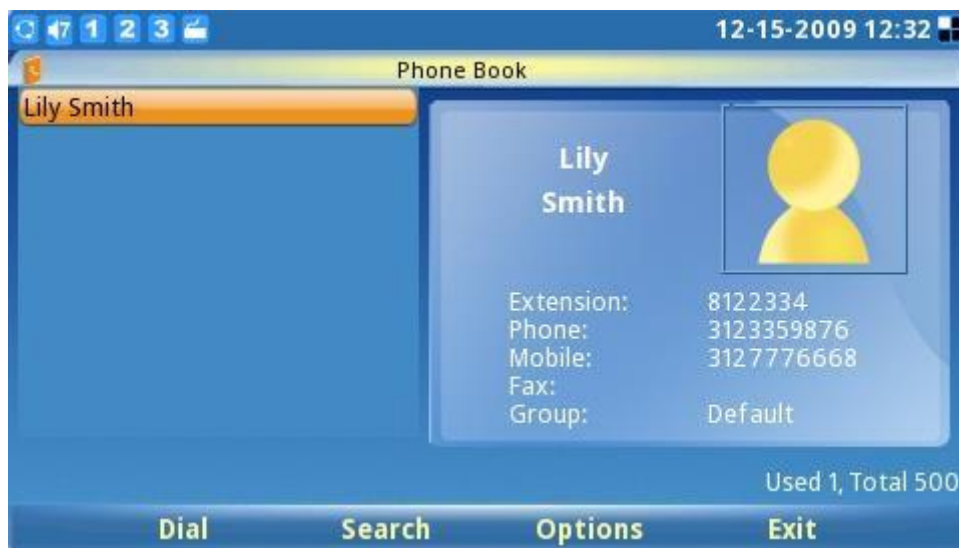 7 1 2 3 12-15-2009 12:32
Phone Book
Lily Smith
Lily
Smith
Extension: 8122334
Phone: 3123359876
Mobile: 3127776668
Fax:
Group: Default
Used 1, Total 500
Dial Search Options Exit